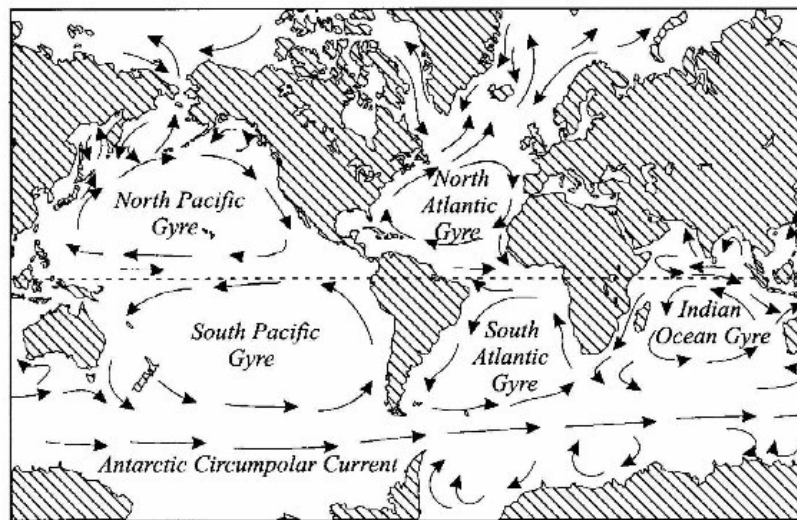 North Pacific
Gyre
North
Atlantic
Gyre
South Pacific
Gyre
South
Atlantic
Gyre
Indian
Ocean Gyre
Antarctic Circumpolar Current